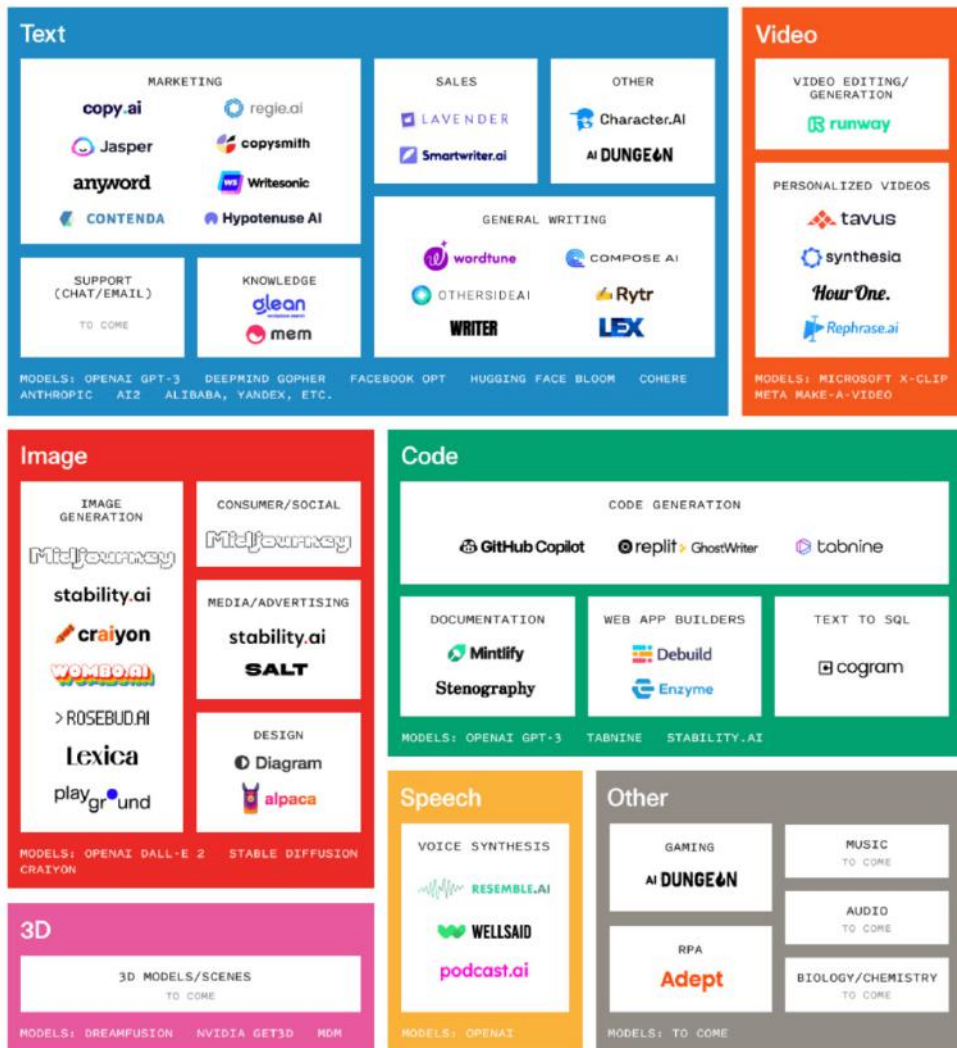 Text
MARKETING
copy.ai
regie.ai
Jasper
copysmith
anyword
WS Writesonic
CONTENDA
Hypotenuse AI
SALES
LAVENDER
Smartwriter.ai
OTHER
Character.AI
AI DUNGEON
SUPPORT
(CHAT/EMAIL)
TO COME
KNOWLEDGE
glean
mem
GENERAL WRITING
wordtune
COMPOSE AI
OTHERSIDEAI
Rytr
WRITER
LEX
MODELS: OPENAI GPT-3 DEEPMIND GOPHER FACEBOOK OPT HUGGING FACE BLOOM COHERE
ANTHROPIC AI2 ALIBABA, YANDEX, ETC.
Video
VIDEO EDITING/
GENERATION
runway
PERSONALIZED VIDEOS
tavus
synthesia
Hour One.
Rephrase.ai
MODELS: MICROSOFT X-CLIP
META MAKE-A-VIDEO
Image
IMAGE
GENERATION
Midjourney
stability.ai
craiyon
WOMBO.AI
>ROSEBUD.AI
Lexica
playground
CONSUMER/SOCIAL
Midjourney
MEDIA/ADVERTISING
stability.ai
SALT
DESIGN
Diagram
alpaca
MODELS: OPENAI DALL-E 2 STABLE DIFFUSION
CRAIYON
Code
CODE GENERATION
GitHub Copilot
replit> GhostWriter
tabnine
DOCUMENTATION
Mintlify
Stenography
WEB APP BUILDERS
Debuild
Enzyme
TEXT TO SQL
cogram
MODELS: OPENAI GPT-3 TABNINE STABILITY.AI
3D
3D MODELS/SCENES
TO COME
MODELS: DREAMFUSION NVIDIA GET3D MDM
Speech
VOICE SYNTHESIS
RESEMBLE.AI
WELLSAID
podcast.ai
MODELS: OPENAI
Other
GAMING
AI DUNGEON
RPA
Adept
MUSIC
TO COME
AUDIO
TO COME
BIOLOGY/CHEMISTRY
TO COME
MODELS: TO COME